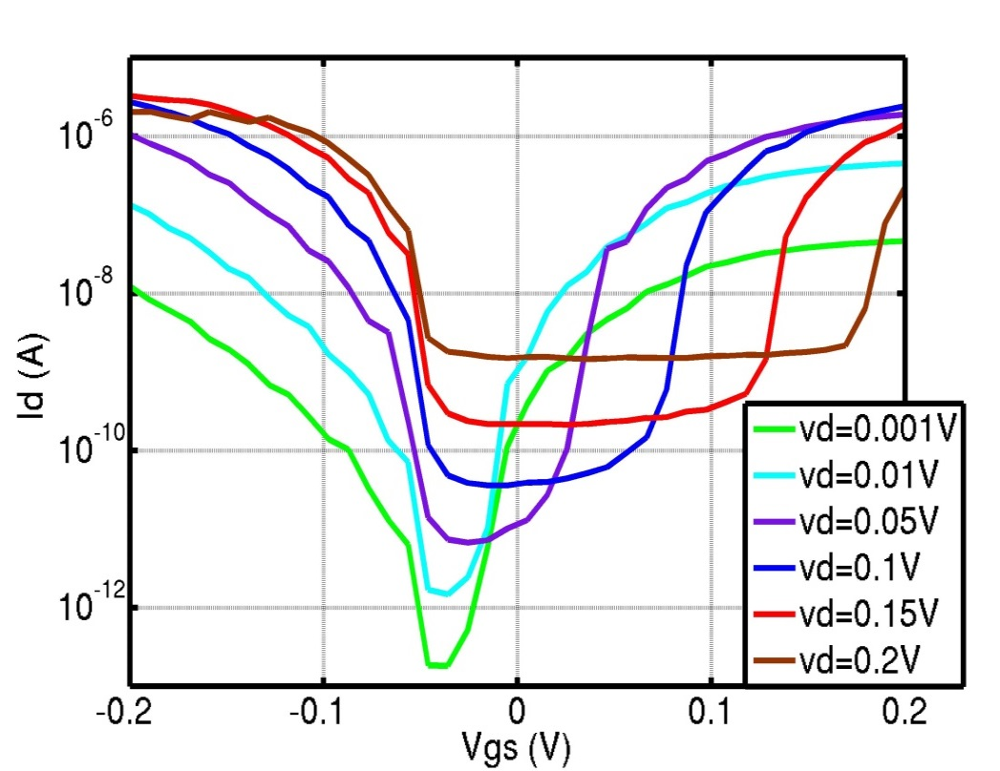 10-6
10-8
10-10
10-12
Id (A)
-0.2
-0.1
0
0.1
0.2
Vgs (V)
vd=0.001V
vd=0.01V
vd=0.05V
vd=0.1V
vd=0.15V
vd=0.2V